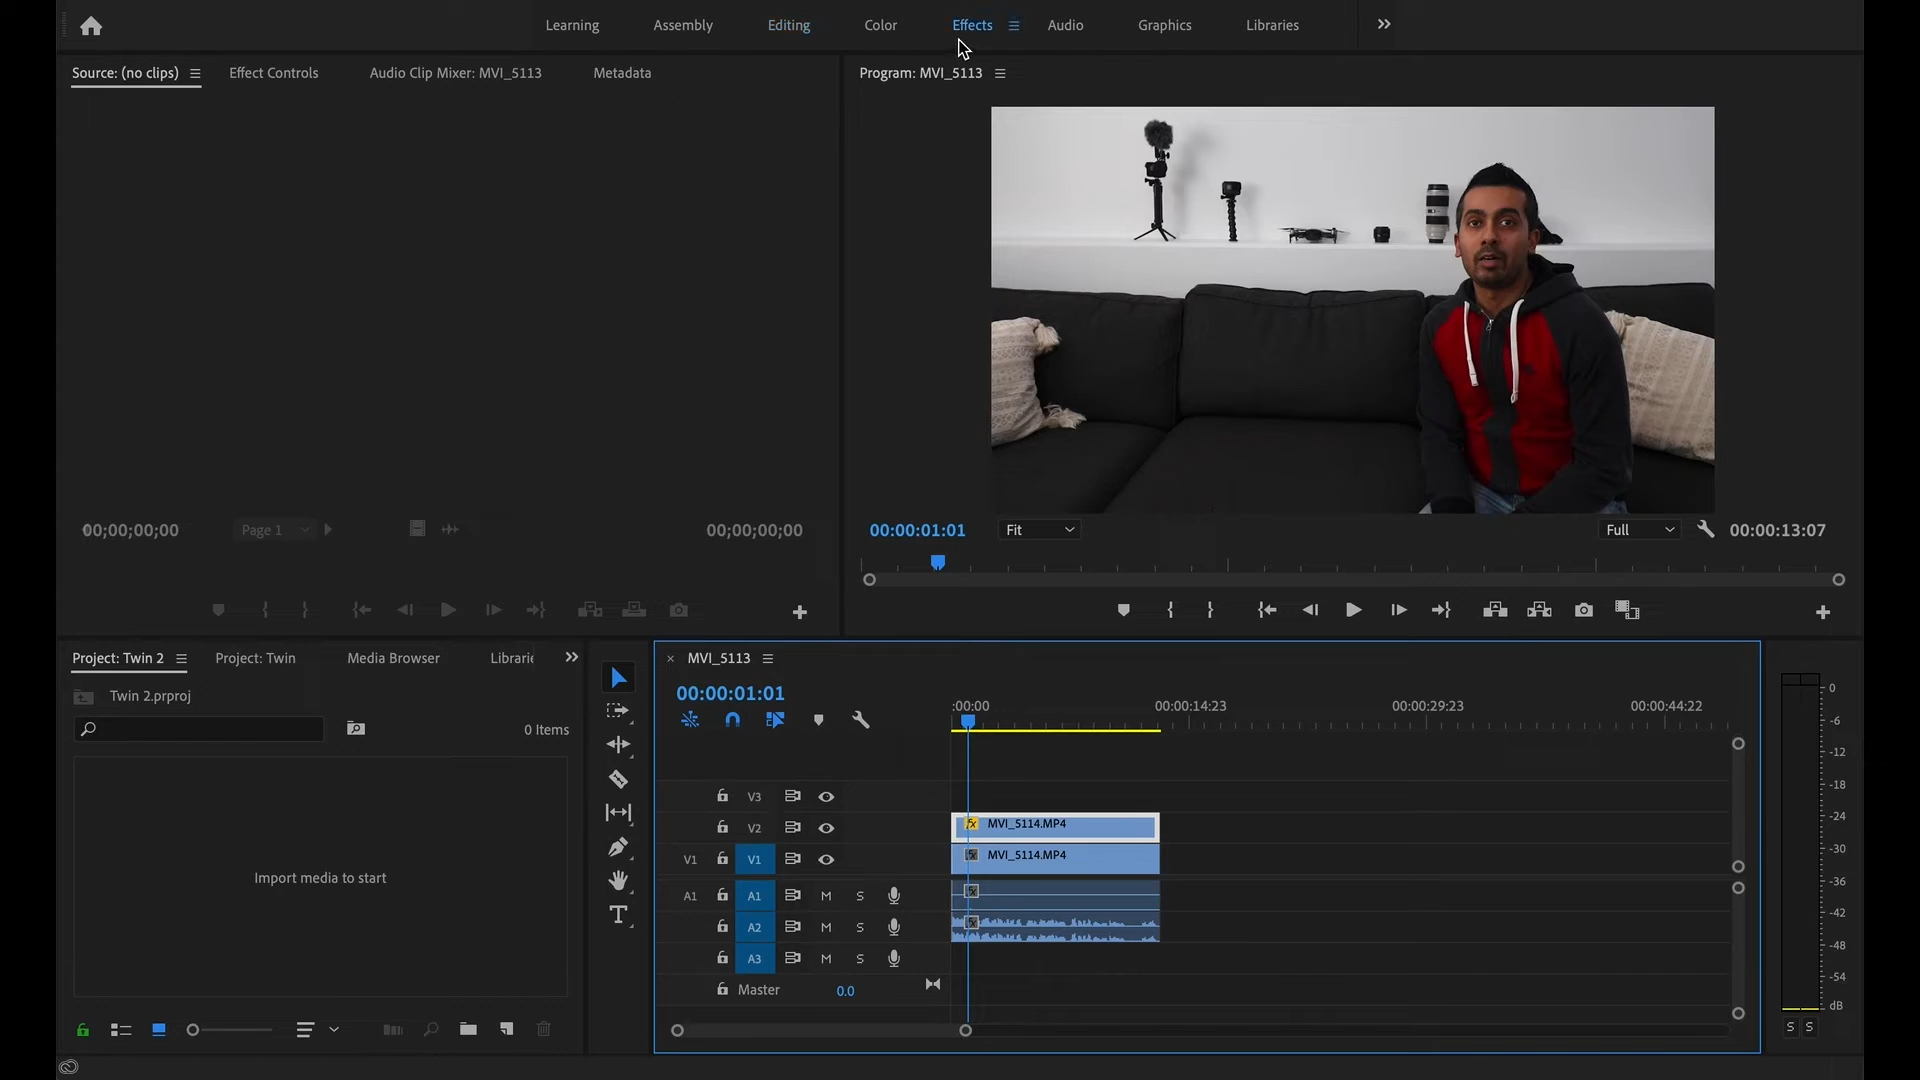 Learning Assembly Editing Color Effects Audio Graphics Libraries
Source: (no clips) Effect Controls Audio Clip Mixer: MVI_5113 Metadata
Program: MVI_5113
00;00;00;00 Page 1 00;00;00;00
00:00:01:01 Fit Full 00:00:13:07
Project: Twin 2 Project: Twin Media Browser Librarie
Twin 2.prproj
0 Items
Import media to start
MVI_5113
00:00:01:01
:00:00 00:00:14:23 00:00:29:23 00:00:44:22
V3
V2 fx MVI_5114.MP4
V1 V1 fx MVI_5114.MP4
A1 A1 M S fx
A2 M S fx
A3 M S
Master 0.0
0
-6
-12
-18
-24
-30
-36
-42
-48
-54
dB
S S